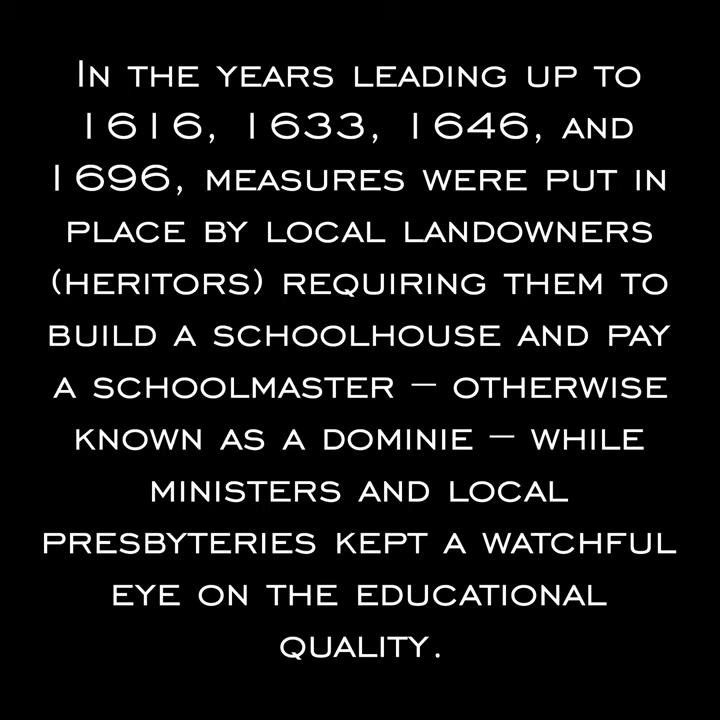 In the years leading up to
1616, 1633, 1646, and
1696, measures were put in
place by local landowners
(heritors) requiring them to
build a schoolhouse and pay
a schoolmaster – otherwise
known as a dominie – while
ministers and local
presbyteries kept a watchful
eye on the educational
quality.